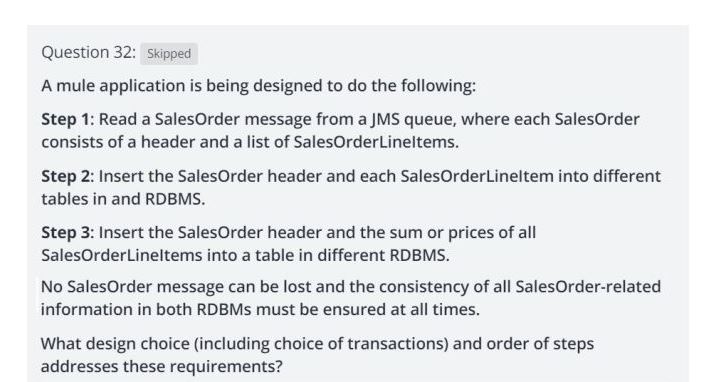 Question 32: Skipped
A mule application is being designed to do the following:
Step 1: Read a SalesOrder message from a JMS queue, where each SalesOrder
consists of a header and a list of SalesOrderLineItems.
Step 2: Insert the SalesOrder header and each SalesOrderLineItem into different
tables in and RDBMS.
Step 3: Insert the SalesOrder header and the sum or prices of all
SalesOrderLineItems into a table in different RDBMS.
No SalesOrder message can be lost and the consistency of all SalesOrder-related
information in both RDBMs must be ensured at all times.
What design choice (including choice of transactions) and order of steps
addresses these requirements?